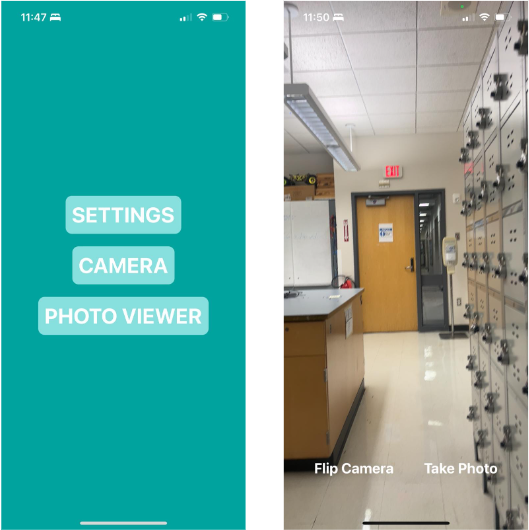 11:47
SETTINGS
CAMERA
PHOTO VIEWER
11:50
EXIT
Flip Camera
Take Photo